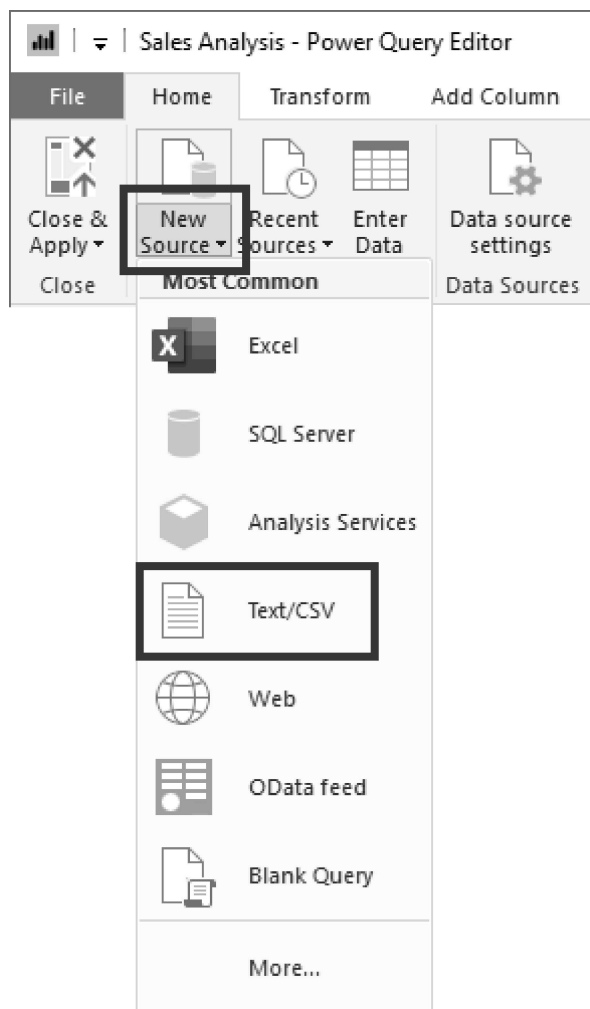 Sales Analysis - Power Query Editor
File Home Transform Add Column
Close & Apply
New Source
Recent Sources
Enter Data
Data source settings
Close
Data Sources
Most Common
X
Excel
SQL Server
Analysis Services
Text/CSV
Web
OData feed
Blank Query
More...